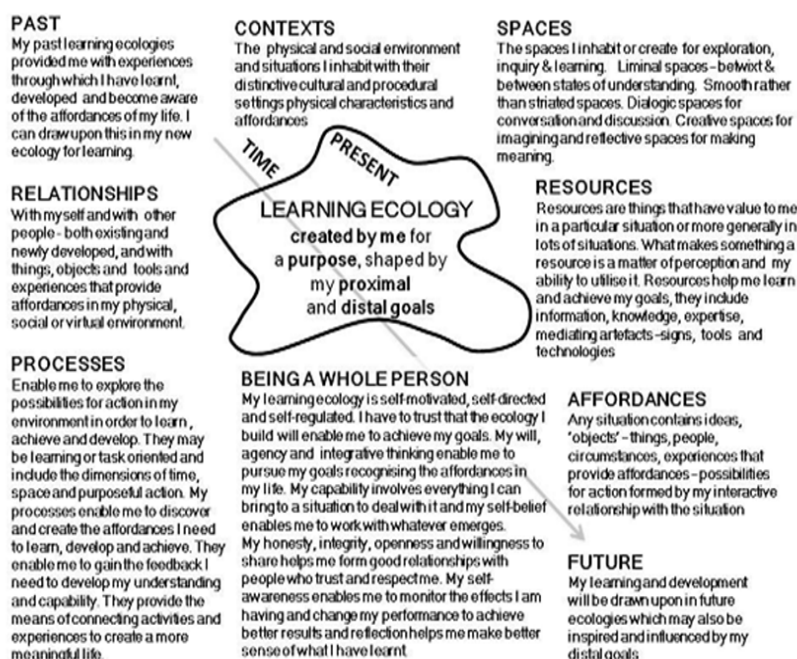 PAST
My past learning ecologies
provided me with experiences
through which I have learnt,
developed and become aware
of the affordances of my life. I
can draw upon this in my new
ecology for learning.
CONTEXTS
The physical and social environment
and situations I inhabit with their
distinctive cultural and procedural
settings physical characteristics and
affordances
SPACES
The spaces I inhabit or create for exploration,
inquiry & learning. Liminal spaces - betwixt &
between states of understanding. Smooth rather
than striated spaces. Dialogic spaces for
conversation and discussion. Creative spaces for
imagining and reflective spaces for making
meaning.
TIME
PRESENT
LEARNING ECOLOGY
created by me for
a purpose, shaped by
my proximal
and distal goals
RELATIONSHIPS
With myself and with other
people - both existing and
newly developed, and with
things, objects and tools and
experiences that provide
affordances in my physical,
social or virtual environment.
RESOURCES
Resources are things that have value to me
in a particular situation or more generally in
lots of situations. What makes something a
resource is a matter of perception and my
ability to utilise it. Resources help me learn
and achieve my goals, they include
information, knowledge, expertise,
mediating artefacts -signs, tools and
technologies
PROCESSES
Enable me to explore the
possibilities for action in my
environment in order to learn,
achieve and develop. They may
be learning or task oriented and
include the dimensions of time,
space and purposeful action. My
processes enable me to discover
and create the affordances I need
to learn, develop and achieve. They
enable me to gain the feedback I
need to develop my understanding
and capability. They provide the
means of connecting activities and
experiences to create a more
meaningful life.
BEING A WHOLE PERSON
My learning ecology is self-motivated, self-directed
and self-regulated. I have to trust that the ecology I
build will enable me to achieve my goals. My will,
agency and integrative thinking enable me to
pursue my goals recognising the affordances in
my life. My capability involves everything I can
bring to a situation to deal with it and my self-belief
enables me to work with whatever emerges.
My honesty, integrity, openness and willingness to
share helps me form good relationships with
people who trust and respect me. My self-
awareness enables me to monitor the effects I am
having and change my performance to achieve
better results and reflection helps me make better
sense of what I have learnt
AFFORDANCES
Any situation contains ideas,
'objects' - things, people,
circumstances, experiences that
provide affordances - possibilities
for action formed by my interactive
relationship with the situation
FUTURE
My learning and development
will be drawn upon in future
ecologies which may also be
inspired and influenced by my
distal goals